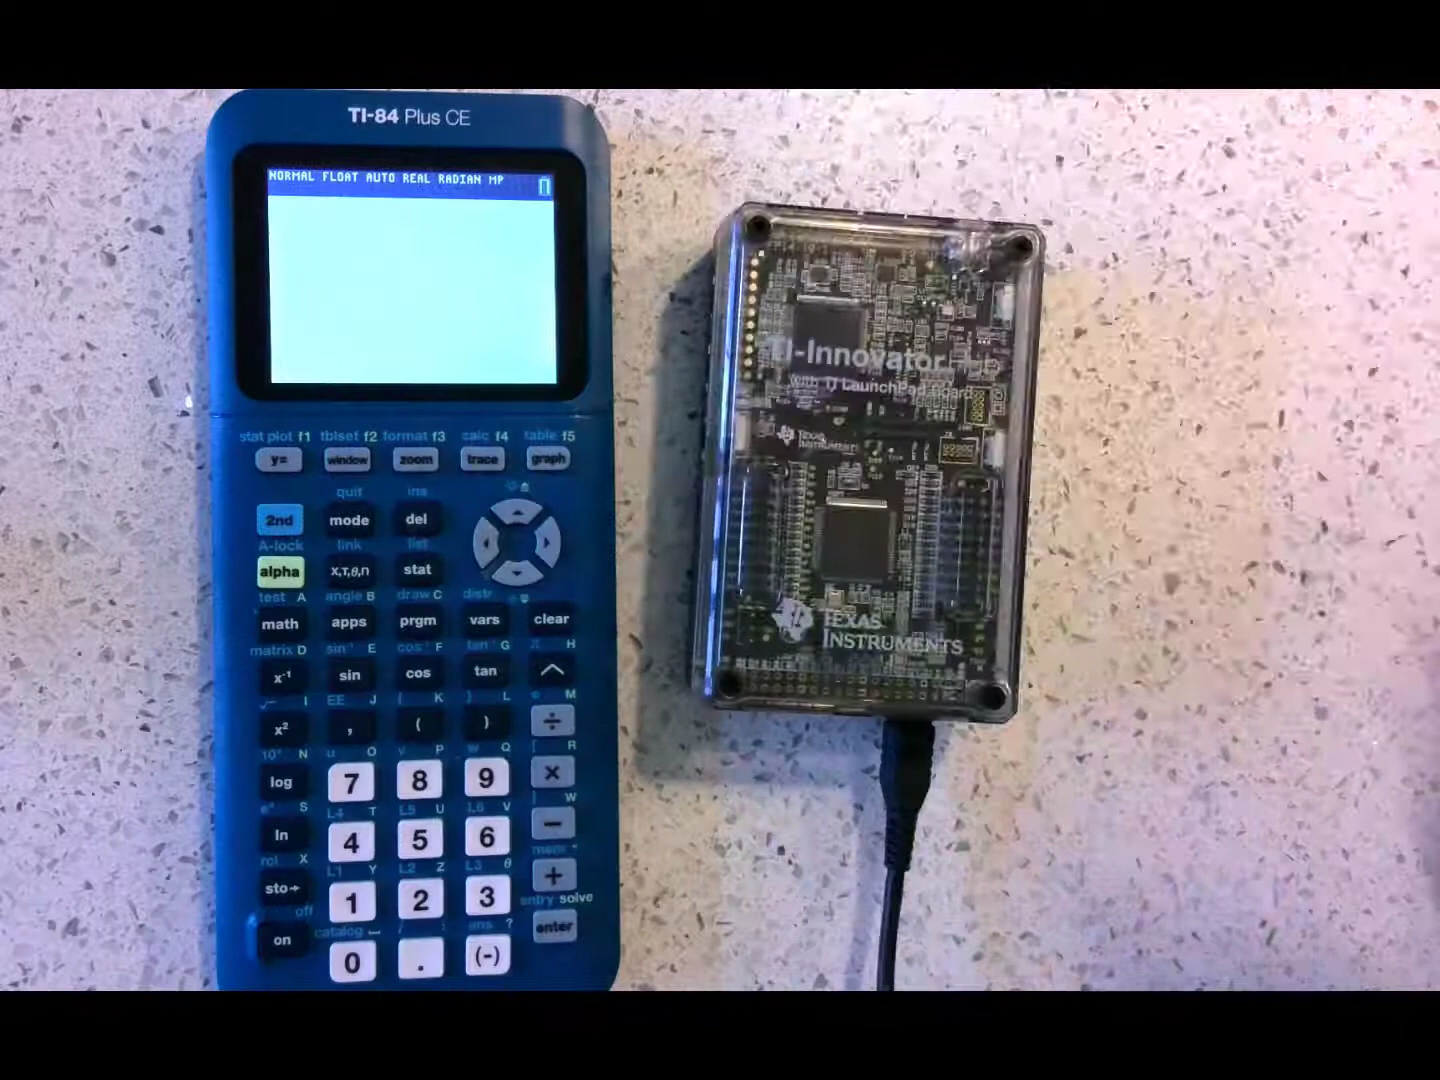 TI-84 Plus CE
NORMAL FLOAT AUTO REAL RADIAN MP
stat plot f1 tblset f2 format f3 calc f4 table f5
y= window zoom trace graph
quit ins
2nd mode del
A-lock link list
alpha X,T,θ,n stat
test A angle B draw C distr
math apps prgm vars clear
matrix D sin⁻¹ E cos⁻¹ F tan⁻¹ G π H
x⁻¹ sin cos tan ^
√ I EE J { K } L e M
x² , ( ) ÷
10ˣ N u O v P w Q [ R
log 7 8 9 ×
eˣ S L4 T L5 U L6 V ] W
ln 4 5 6 −
rcl X L1 Y L2 Z L3 θ mem "
sto→ 1 2 3 +
off catalog i : ans ? entry solve
on 0 . (-) enter
TI-Innovator Hub
with TI LaunchPad Board
TEXAS
INSTRUMENTS
TEXAS
INSTRUMENTS